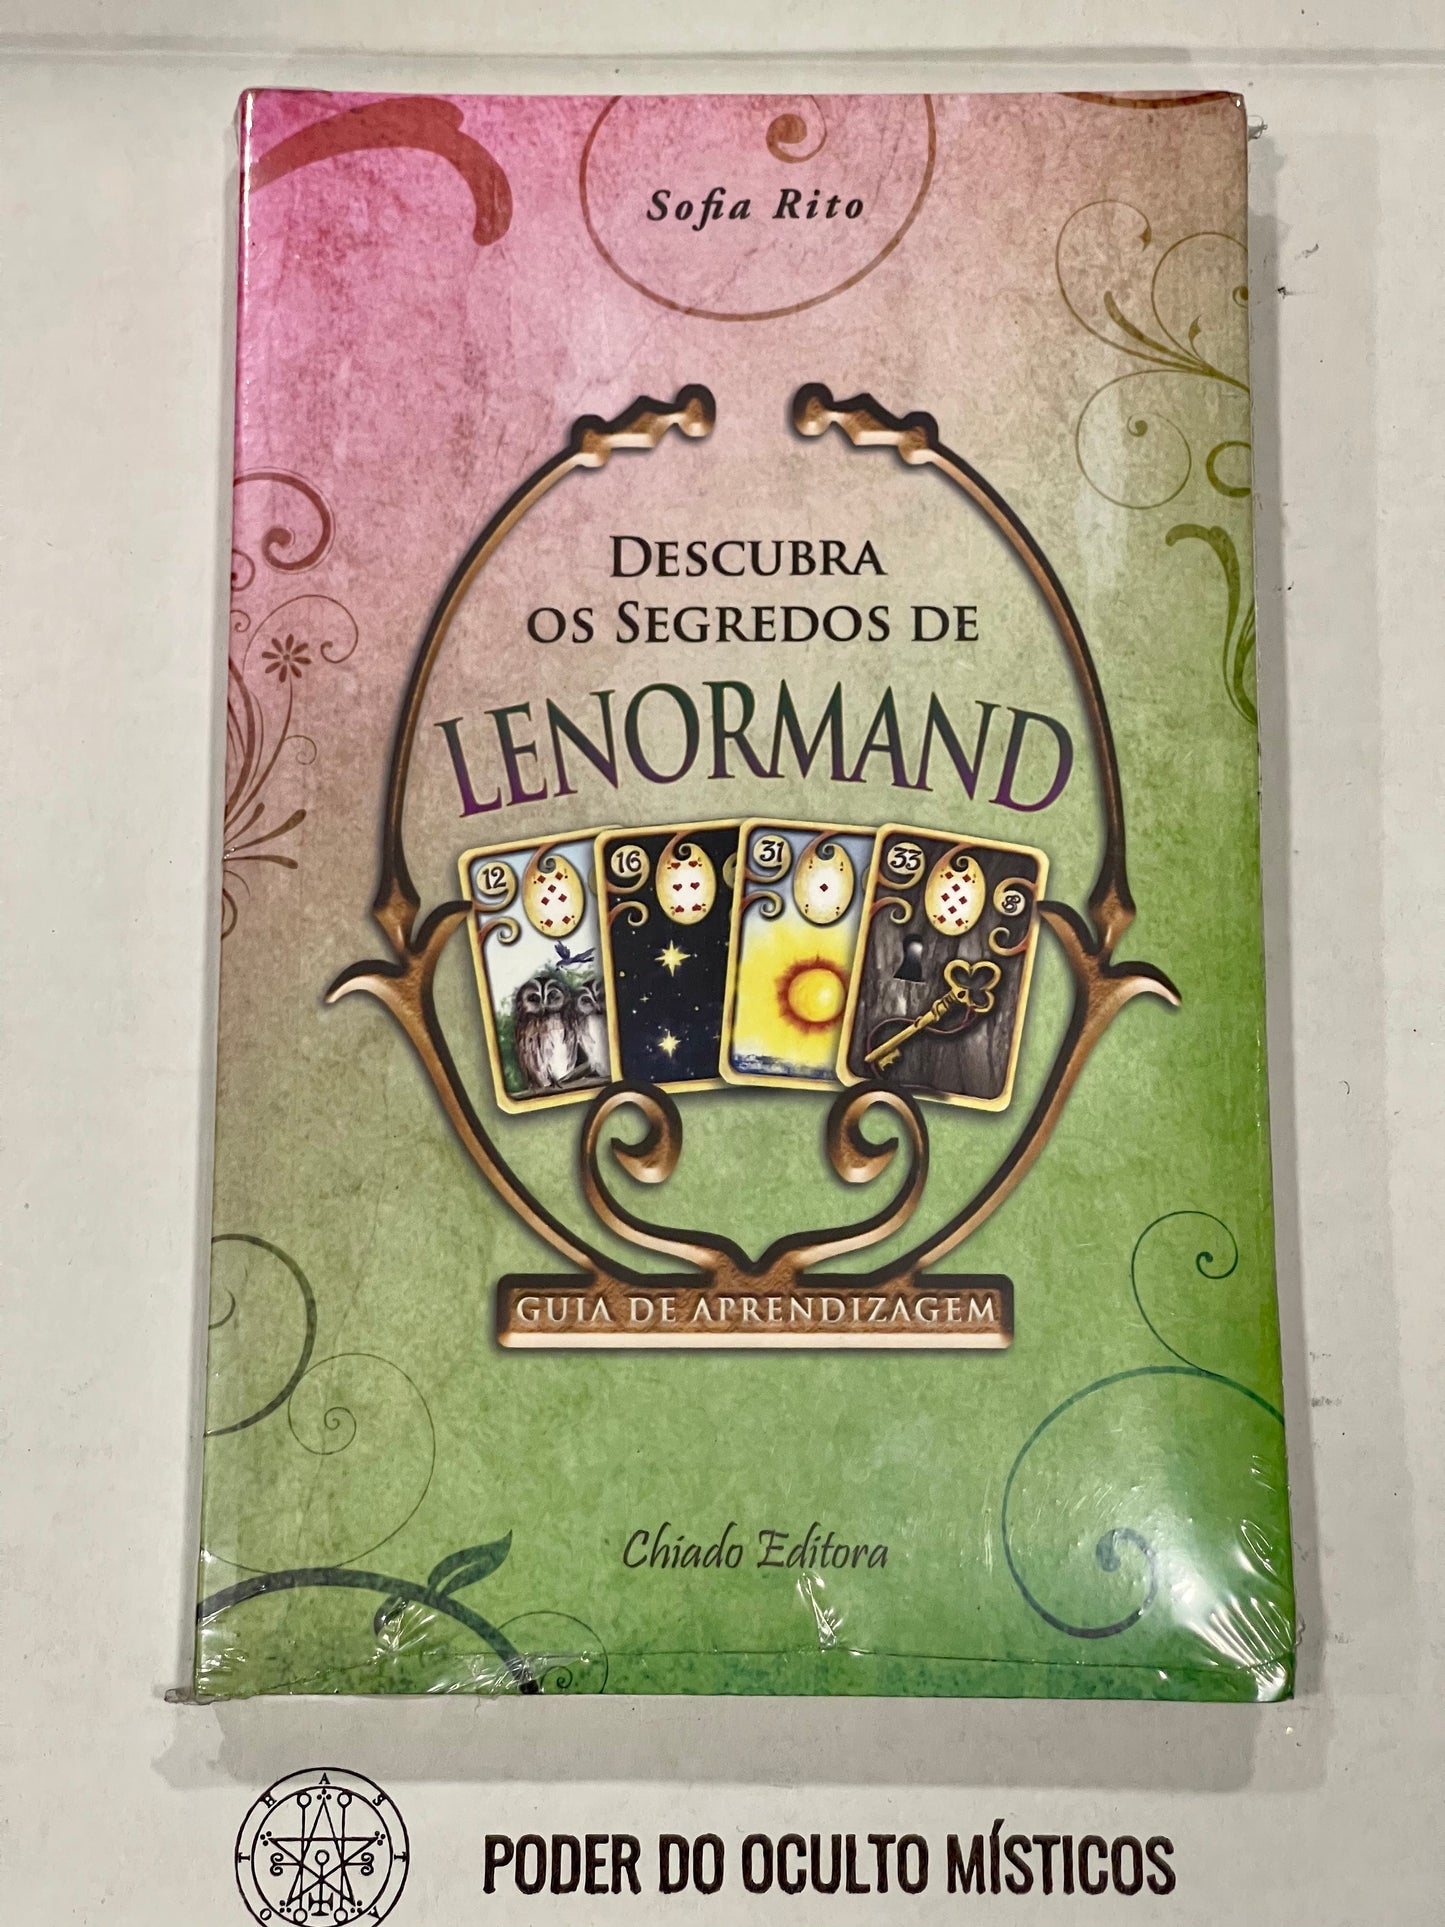 Sofia Rito
DESCUBRA
OS SEGREDOS DE
LENORMAND
12
16
31
33
8
GUIA DE APRENDIZAGEM
Chiado Editora
A S T A O T H
PODER DO OCULTO MÍSTICOS